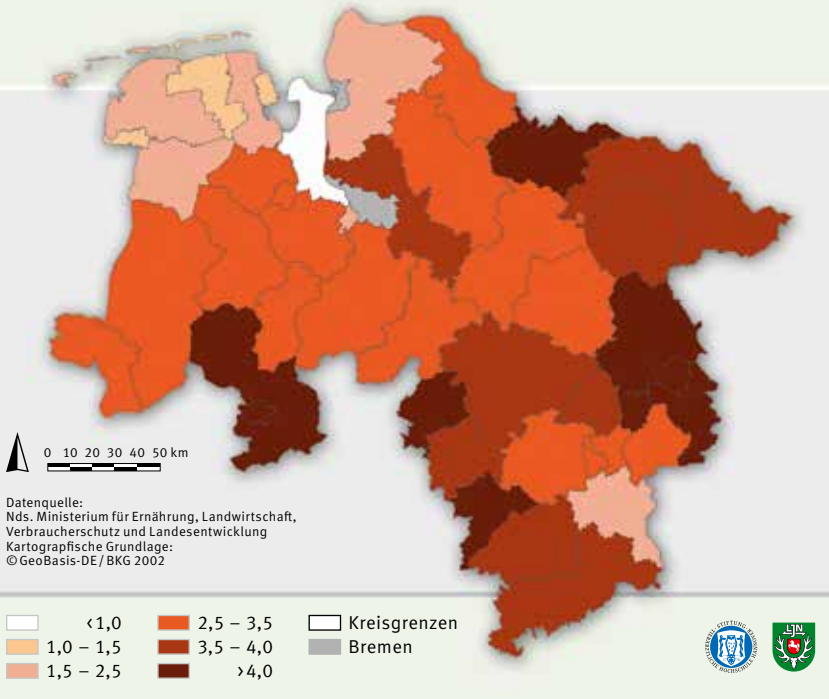 0 10 20 30 40 50 km
Datenquelle:
Nds. Ministerium für Ernährung, Landwirtschaft,
Verbraucherschutz und Landesentwicklung
Kartografische Grundlage:
© GeoBasis-DE / BKG 2002
<1,0
1,0 – 1,5
1,5 – 2,5
2,5 – 3,5
3,5 – 4,0
>4,0
Kreisgrenzen
Bremen
LJN